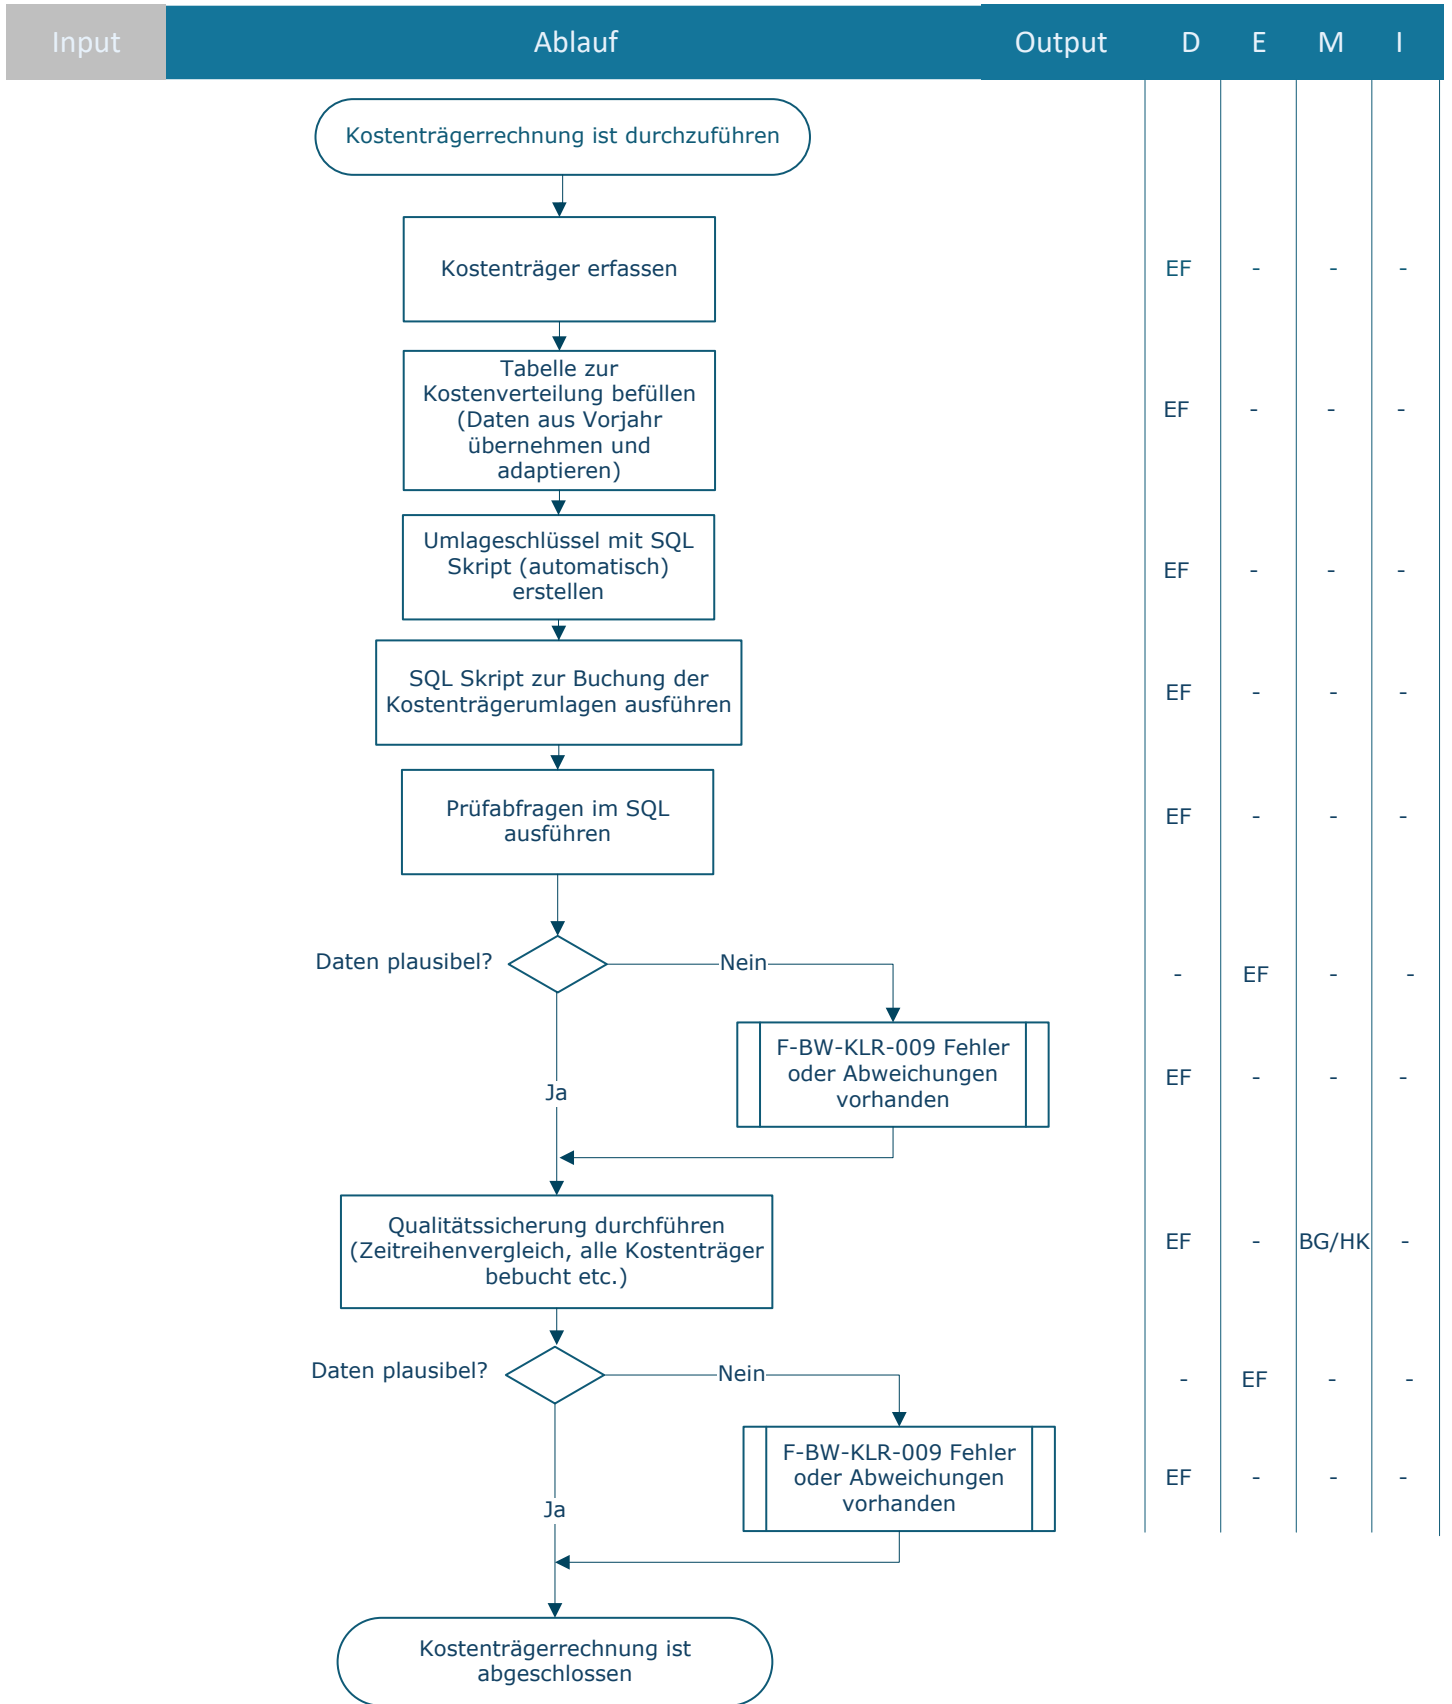 Input Ablauf Output D E M I
Kostenträgerrechnung ist durchzuführen
Kostenträger erfassen
EF - - -
Tabelle zur
Kostenverteilung befüllen
(Daten aus Vorjahr
übernehmen und
adaptieren)
EF - - -
Umlageschlüssel mit SQL
Skript (automatisch)
erstellen
EF - - -
SQL Skript zur Buchung der
Kostenträgerumlagen ausführen
EF - - -
Prüfabfragen im SQL
ausführen
EF - - -
Daten plausibel?
Nein
- EF - -
F-BW-KLR-009 Fehler
oder Abweichungen
vorhanden
EF - - -
Ja
Qualitätssicherung durchführen
(Zeitreihenvergleich, alle Kostenträger
bebucht etc.)
EF - BG/HK -
Daten plausibel?
Nein
- EF - -
F-BW-KLR-009 Fehler
oder Abweichungen
vorhanden
EF - - -
Ja
Kostenträgerrechnung ist
abgeschlossen